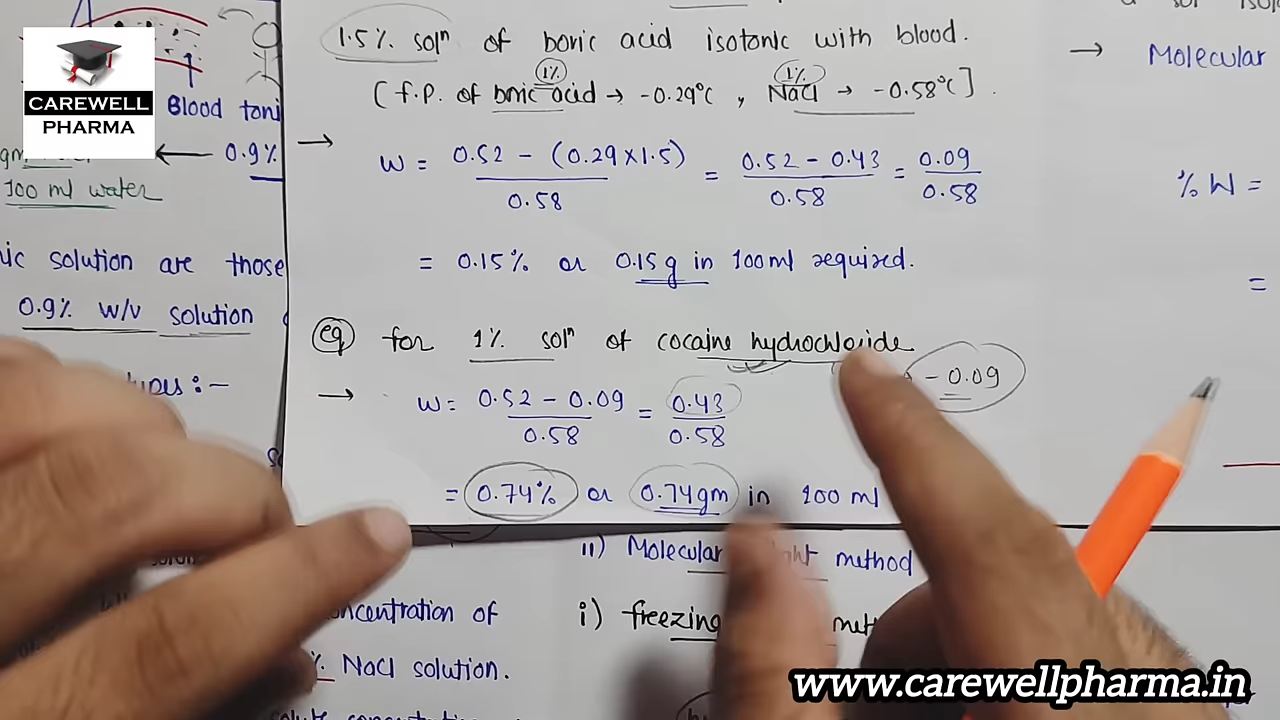 1.5% solⁿ of boric acid isotonic with blood.
1% 1%
[f.p. of boric acid → -0.29°C, NaCl → -0.58°C].
→ W = 0.52 - (0.29×1.5) / 0.58 = 0.52 - 0.43 / 0.58 = 0.09 / 0.58
= 0.15% or 0.15g in 100ml required.
eg for 1% solⁿ of cocaine hydrochloride
- 0.09
→ W = 0.52 - 0.09 / 0.58 = 0.43 / 0.58
= 0.74% or 0.74gm in 100 ml
ii) Molecular method
i) freezing
CAREWELL
PHARMA
Blood toni
← 0.9%
100 ml water
solution are those
0.9% w/v solution
:-
concentration of
NaCl solution.
→ Molecular
% W =
=
www.carewellpharma.in